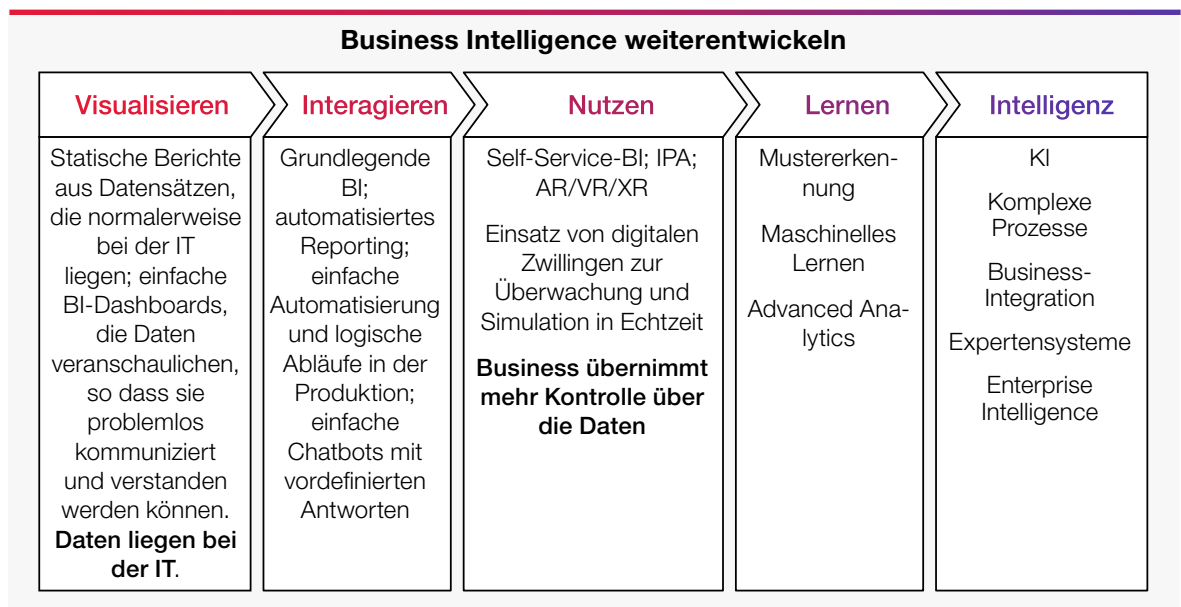 Business Intelligence weiterentwickeln
Visualisieren
Statische Berichte
aus Datensätzen,
die normalerweise
bei der IT
liegen; einfache
BI-Dashboards,
die Daten
veranschaulichen,
so dass sie
problemlos
kommuniziert
und verstanden
werden können.
Daten liegen bei
der IT.
Interagieren
Grundlegende
BI;
automatisiertes
Reporting;
einfache
Automatisierung
und logische
Abläufe in der
Produktion;
einfache
Chatbots mit
vordefinierten
Antworten
Nutzen
Self-Service-BI; IPA;
AR/VR/XR
Einsatz von digitalen
Zwillingen zur
Überwachung und
Simulation in Echtzeit
Business übernimmt
mehr Kontrolle über
die Daten
Lernen
Mustererken-
nung
Maschinelles
Lernen
Advanced Ana-
lytics
Intelligenz
KI
Komplexe
Prozesse
Business-
Integration
Expertensysteme
Enterprise
Intelligence